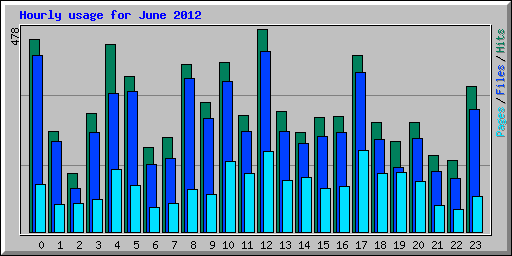 Hourly usage for June 2012
478
Pages/Files/Hits
0 1 2 3 4 5 6 7 8 9 10 11 12 13 14 15 16 17 18 19 20 21 22 23